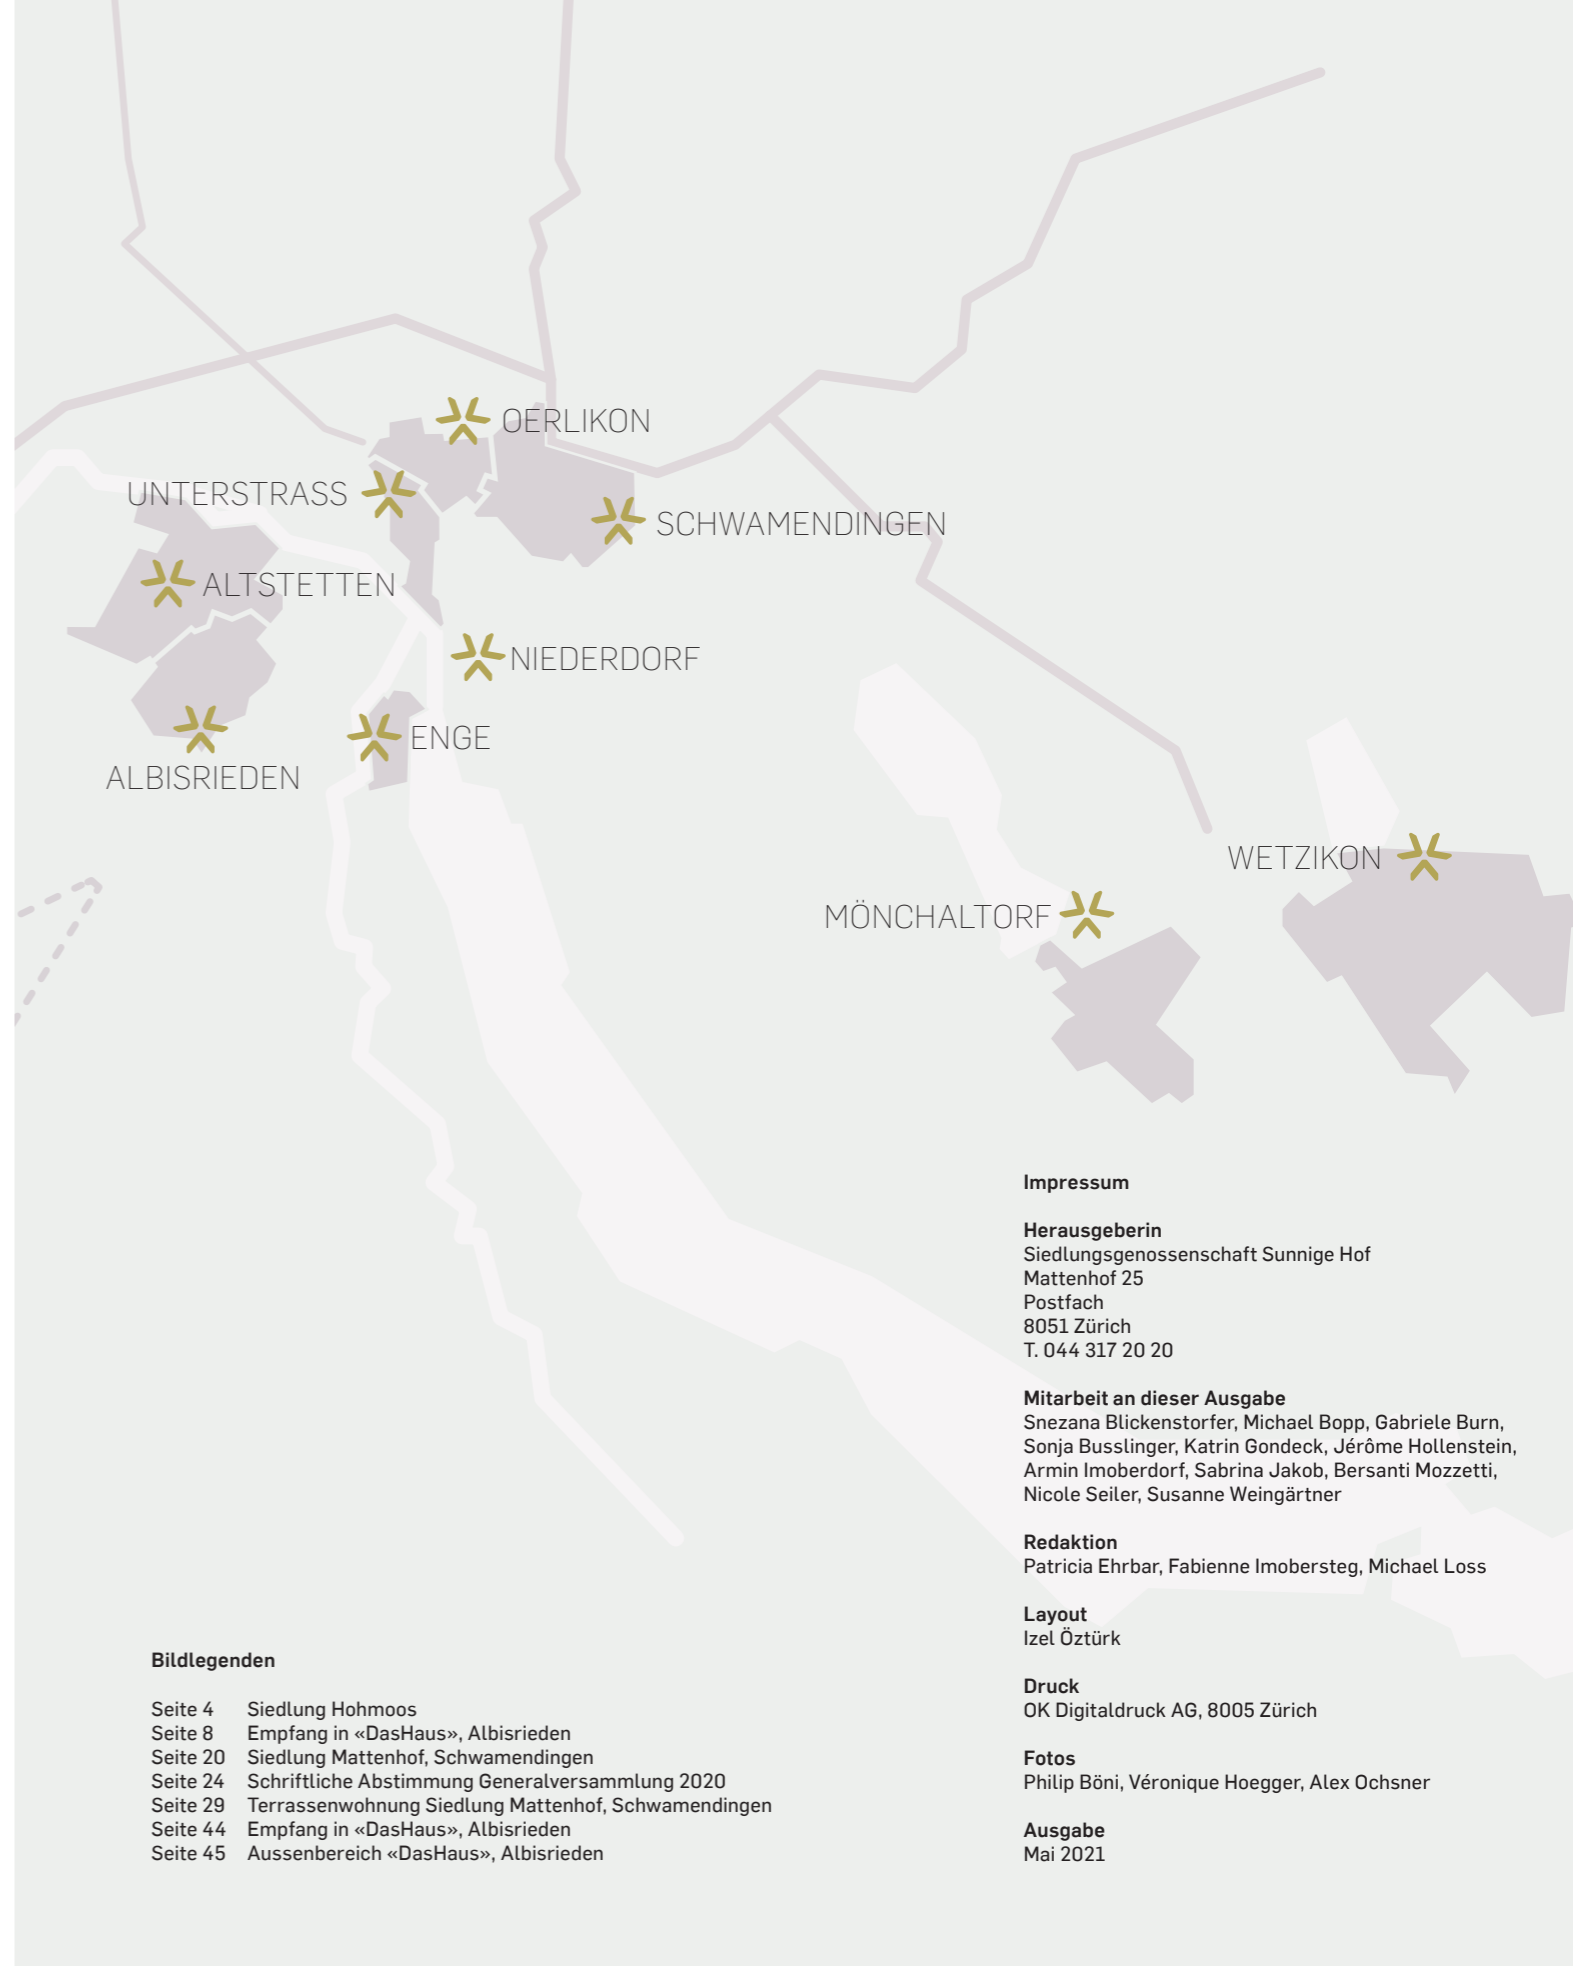 OERLIKON
UNTERSTRASS
SCHWAMENDINGEN
ALTSTETTEN
NIEDERDORF
ENGE
ALBISRIEDEN
WETZIKON
MÖNCHALTORF
Impressum
Herausgeberin
Siedlungsgenossenschaft Sunnige Hof
Mattenhof 25
Postfach
8051 Zürich
T. 044 317 20 20
Mitarbeit an dieser Ausgabe
Snezana Blickenstorfer, Michael Bopp, Gabriele Burn,
Sonja Busslinger, Katrin Gondeck, Jérôme Hollenstein,
Armin Imoberdorf, Sabrina Jakob, Bersanti Mozzetti,
Nicole Seiler, Susanne Weingärtner
Redaktion
Patricia Ehrbar, Fabienne Imobersteg, Michael Loss
Layout
Izel Öztürk
Druck
OK Digitaldruck AG, 8005 Zürich
Fotos
Philip Böni, Véronique Hoegger, Alex Ochsner
Ausgabe
Mai 2021
Bildlegenden
Seite 4 Siedlung Hohmoos
Seite 8 Empfang in «DasHaus», Albisrieden
Seite 20 Siedlung Mattenhof, Schwamendingen
Seite 24 Schriftliche Abstimmung Generalversammlung 2020
Seite 29 Terrassenwohnung Siedlung Mattenhof, Schwamendingen
Seite 44 Empfang in «DasHaus», Albisrieden
Seite 45 Aussenbereich «DasHaus», Albisrieden